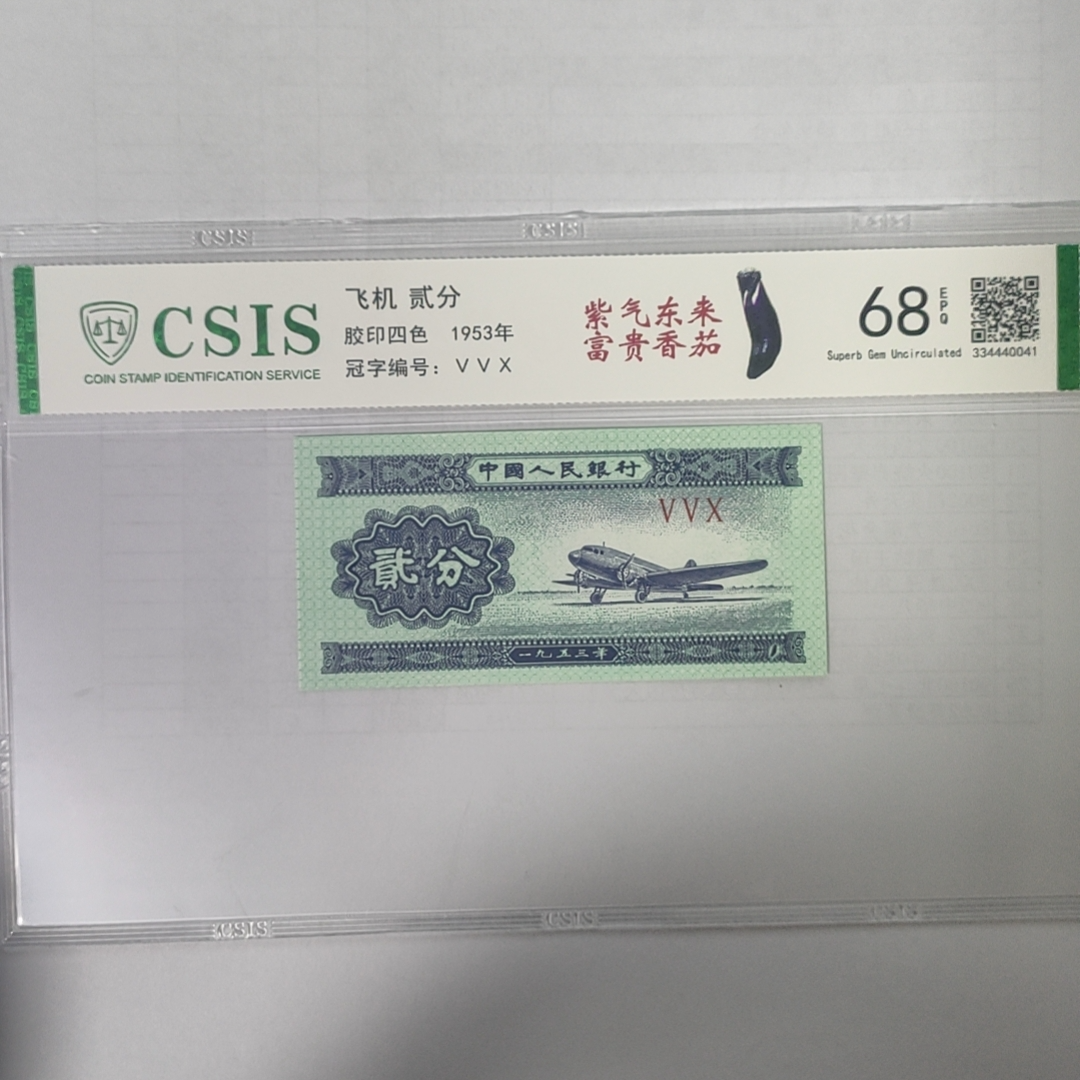 CSIS CSIS CSIS
CSIS
COIN STAMP IDENTIFICATION SERVICE
飞机 贰分
胶印四色 1953年
冠字编号：VVX
紫气东来
富贵香茄
68
EPQ
Superb Gem Uncirculated
334440041
中國人民銀行
VVX
貳分
一九五三年
CSIS CSIS CSIS